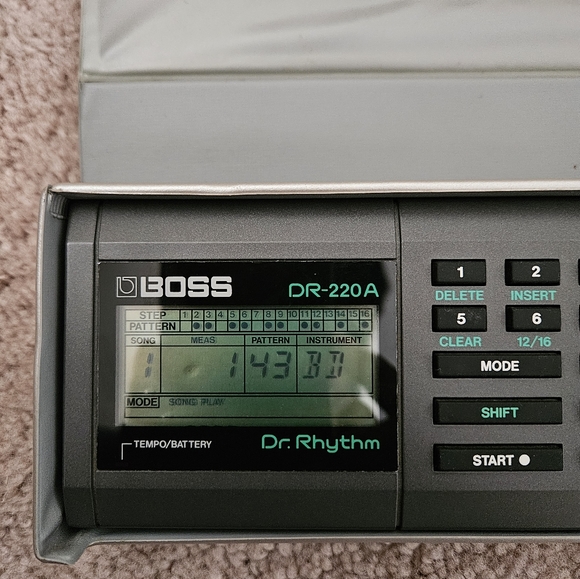 BOSS DR-220A
STEP 1 2 3 4 5 6 7 8 9 10 11 12 13 14 15 16
PATTERN
SONG MEAS PATTERN INSTRUMENT
1 1 43 BD
MODE SONG PLAY
TEMPO/BATTERY Dr. Rhythm
1 2
DELETE INSERT
5 6
CLEAR 12/16
MODE
SHIFT
START